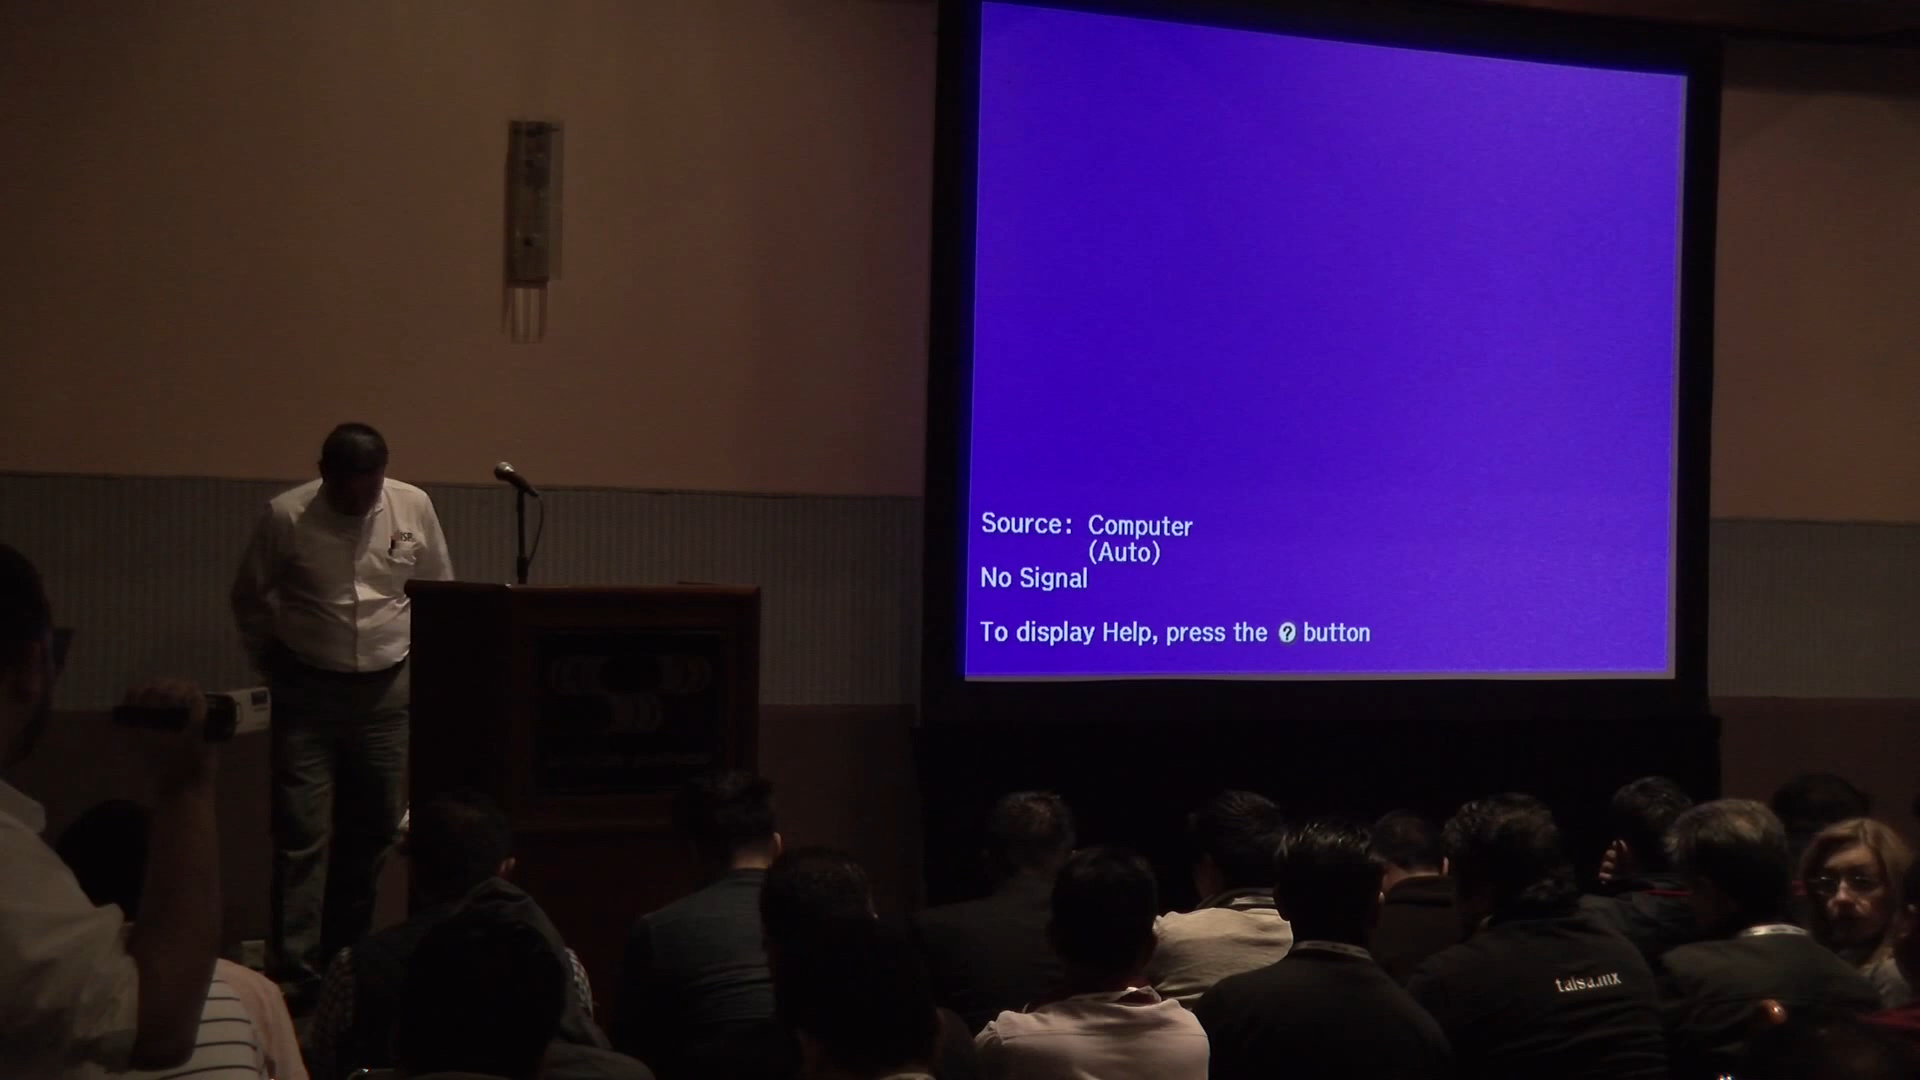 Source: Computer
(Auto)
No Signal
To display Help, press the ? button
talsa.mx